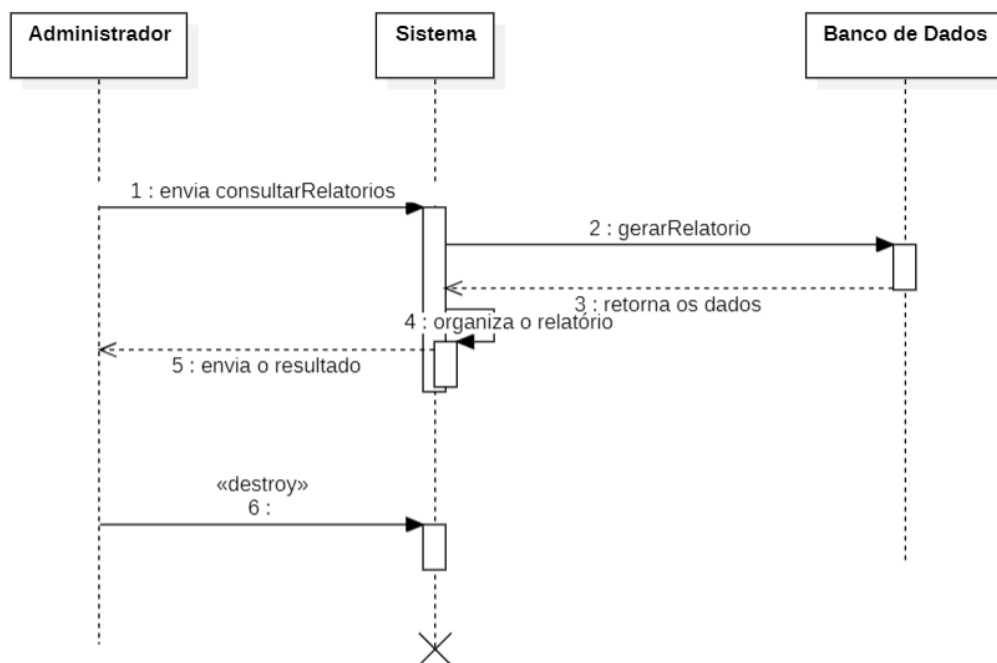 Administrador
Sistema
Banco de Dados
1 : envia consultarRelatorios
2 : gerarRelatorio
3 : retorna os dados
4 : organiza o relatório
5 : envia o resultado
«destroy»
6 :